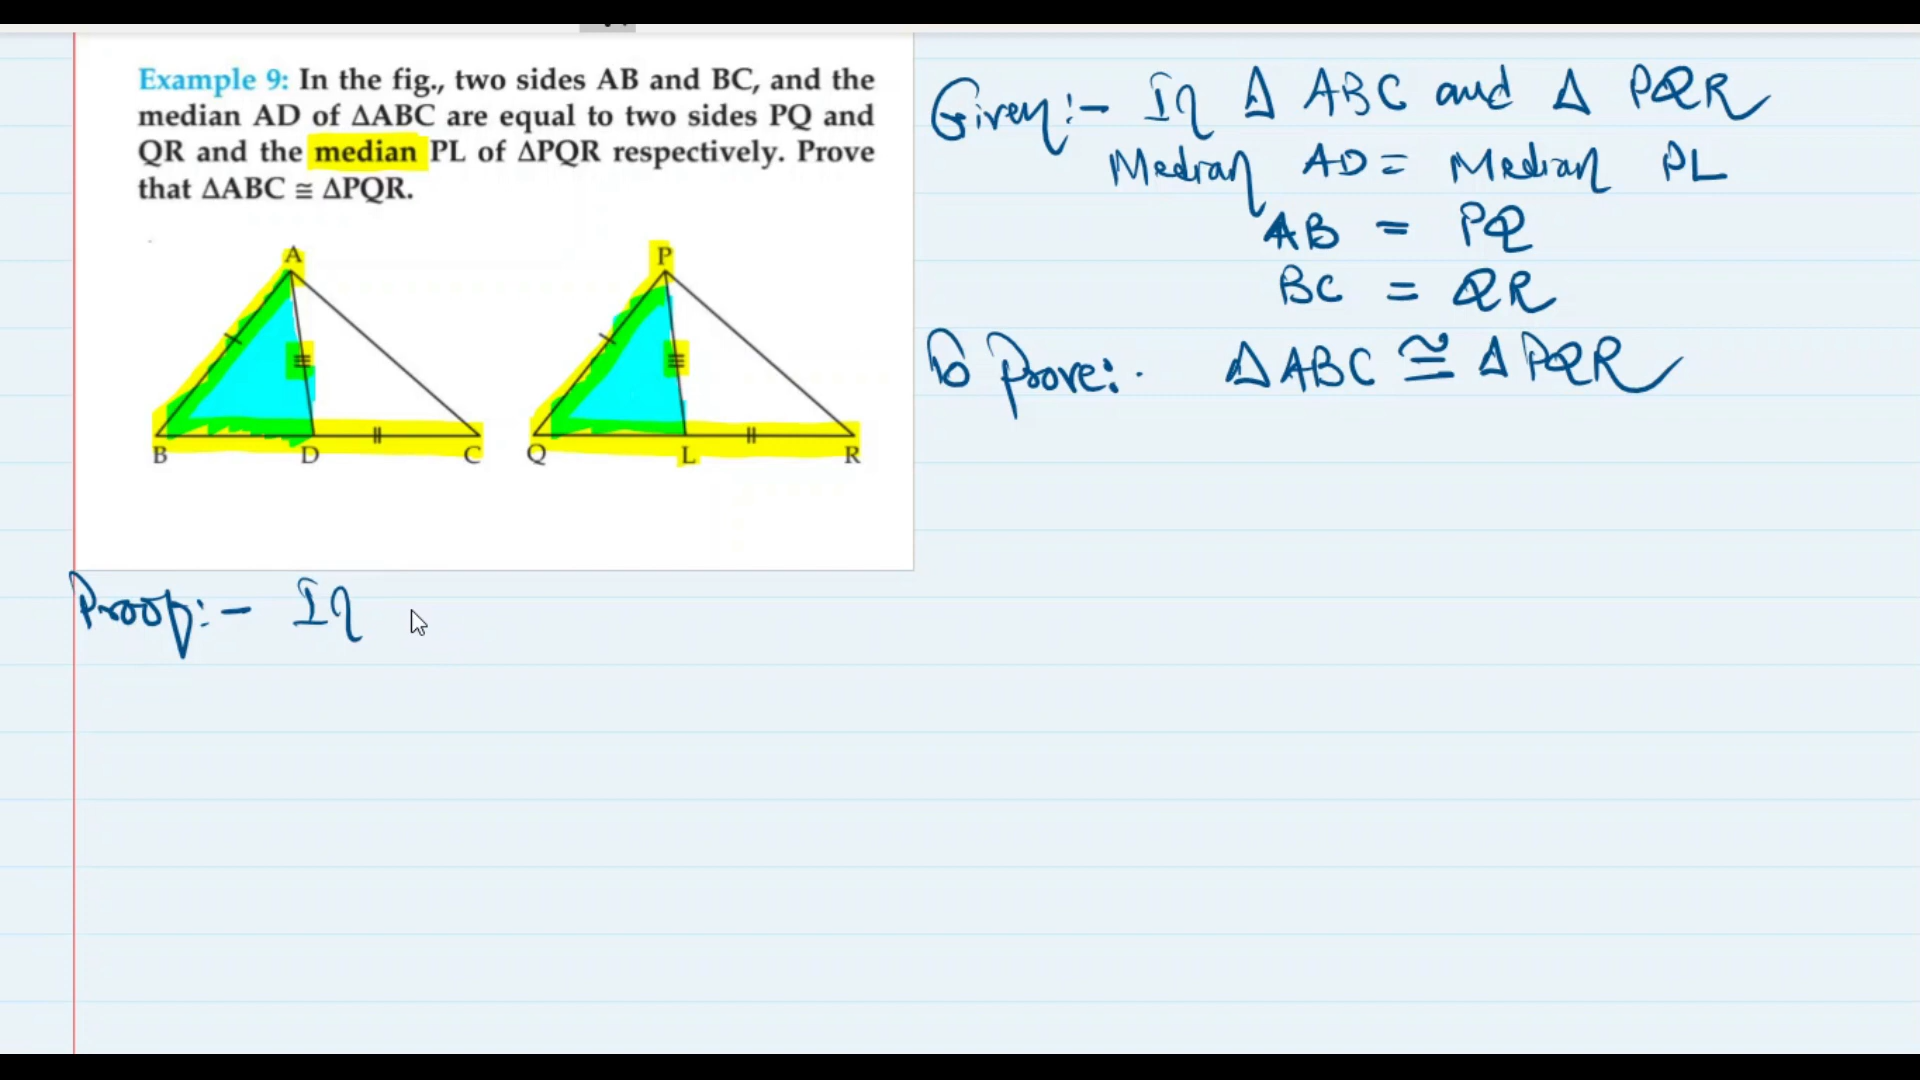 Example 9: In the fig., two sides AB and BC, and the
median AD of ΔABC are equal to two sides PQ and
QR and the median PL of ΔPQR respectively. Prove
that ΔABC ≅ ΔPQR.
A
B D C
P
Q L R
Given:- In Δ ABC and Δ PQR
Median AD = Median PL
AB = PQ
BC = QR
To Prove:- ΔABC ≅ ΔPQR
Proof:- In